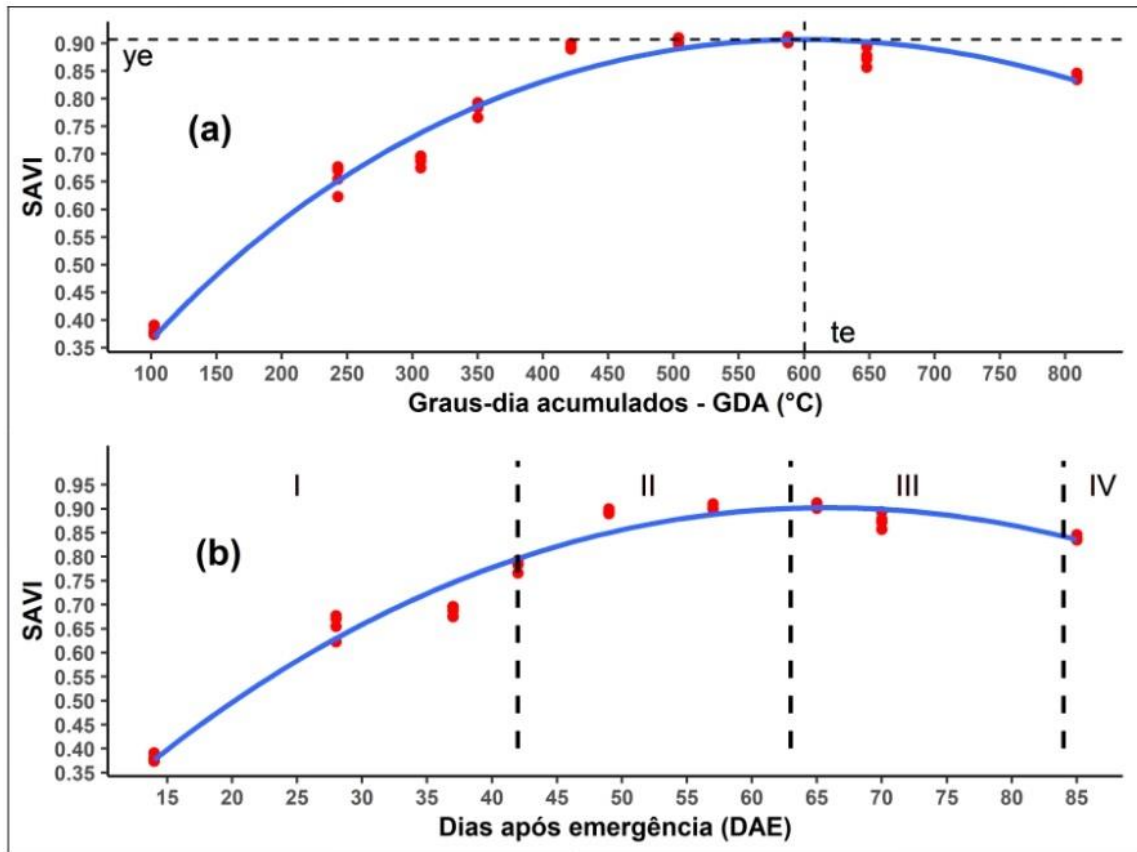 0.90
ye
0.85
0.80
(a)
0.75
0.70
SAVI
0.65
0.60
0.55
0.50
0.45
0.40
te
0.35
100 150 200 250 300 350 400 450 500 550 600 650 700 750 800
Graus-dia acumulados - GDA (°C)
I II III IV
0.95
0.90
0.85
(b)
0.80
0.75
0.70
SAVI
0.65
0.60
0.55
0.50
0.45
0.40
0.35
15 20 25 30 35 40 45 50 55 60 65 70 75 80 85
Dias após emergência (DAE)